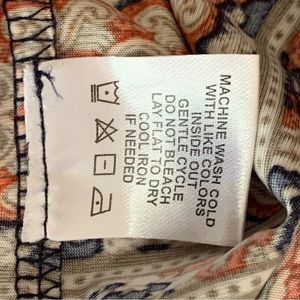 MACHINE WASH COLD
WITH LIKE COLORS
INSIDE OUT
GENTLE CYCLE
DO NOT BLEACH
LAY FLAT TO DRY
COOL IRON
IF NEEDED